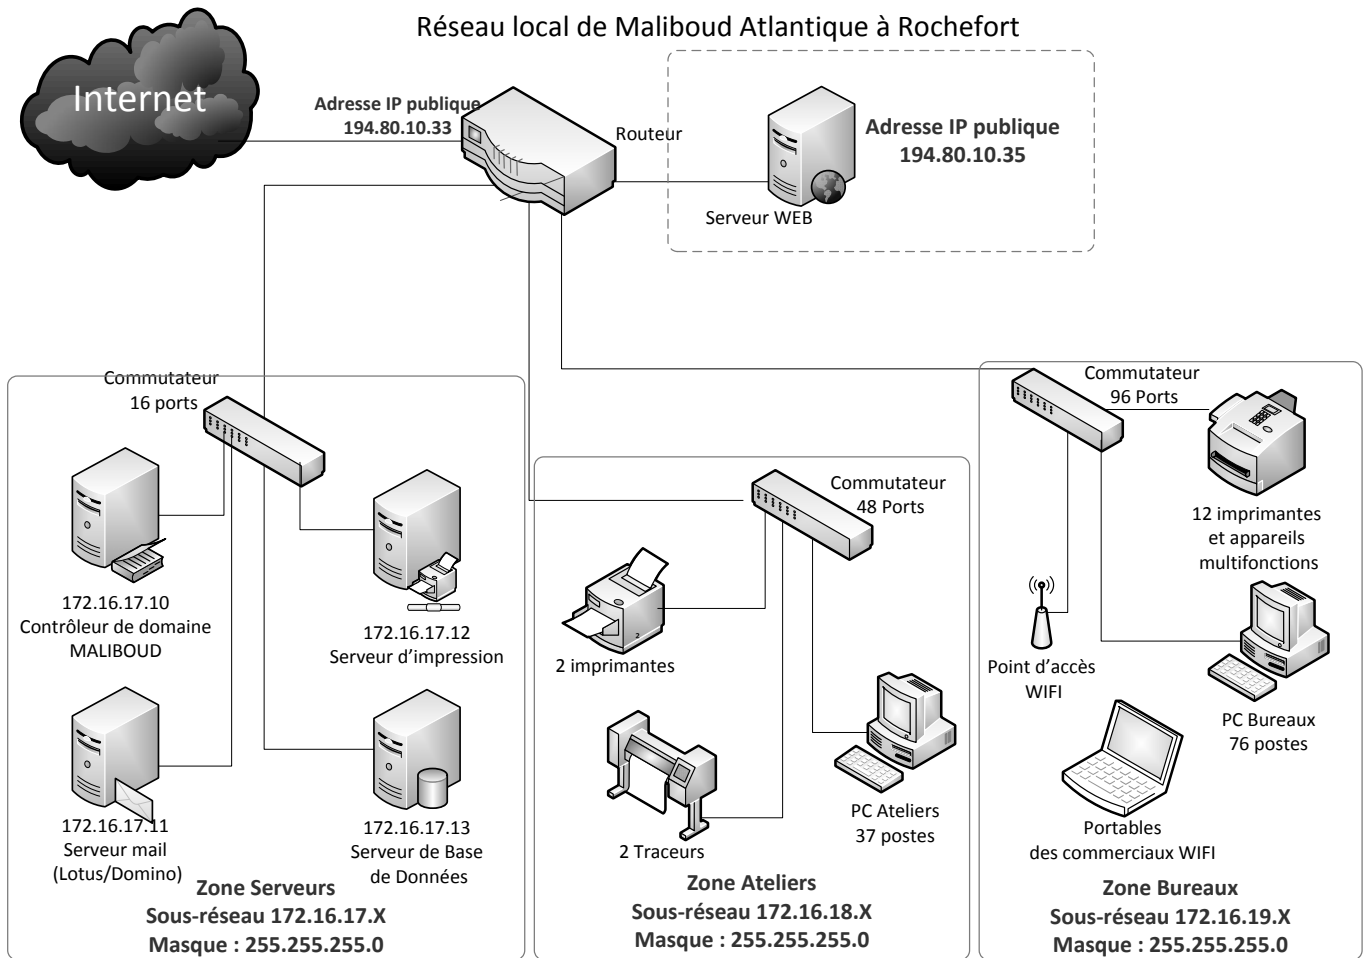 Réseau local de Maliboud Atlantique à Rochefort
Internet
Adresse IP publique
194.80.10.33
Routeur
Adresse IP publique
194.80.10.35
Serveur WEB
Commutateur
16 ports
172.16.17.10
Contrôleur de domaine
MALIBOUD
172.16.17.12
Serveur d’impression
172.16.17.11
Serveur mail
(Lotus/Domino)
172.16.17.13
Serveur de Base
de Données
Zone Serveurs
Sous-réseau 172.16.17.X
Masque : 255.255.255.0
Commutateur
48 Ports
2
2 imprimantes
2 Traceurs
PC Ateliers
37 postes
Zone Ateliers
Sous-réseau 172.16.18.X
Masque : 255.255.255.0
Commutateur
96 Ports
12 imprimantes
et appareils
multifonctions
Point d’accès
WIFI
PC Bureaux
76 postes
Portables
des commerciaux WIFI
Zone Bureaux
Sous-réseau 172.16.19.X
Masque : 255.255.255.0